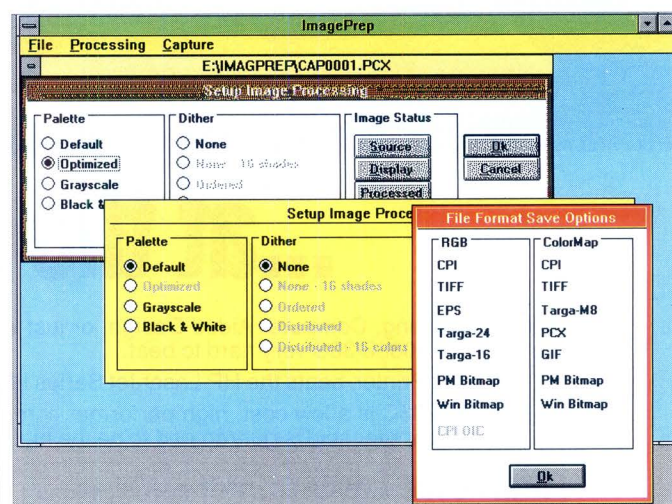 ImagePrep
File Processing Capture
E:\IMAGPREP\CAP0001.PCX
Setup Image Processing
Palette
Default
Optimized
Grayscale
Black &
Dither
None
None - 16 shades
Ordered
Image Status
Source
Display
Processed
Ok
Cancel
Setup Image Proce
Palette
Default
Optimized
Grayscale
Black & White
Dither
None
None - 16 shades
Ordered
Distributed
Distibuted - 16 colors
File Format Save Options
RGB
CPI
TIFF
EPS
Targa-24
Targa-16
PM Bitmap
Win Bitmap
CPI OIC
ColorMap
CPI
TIFF
Targa-M8
PCX
GIF
PM Bitmap
Win Bitmap
Ok